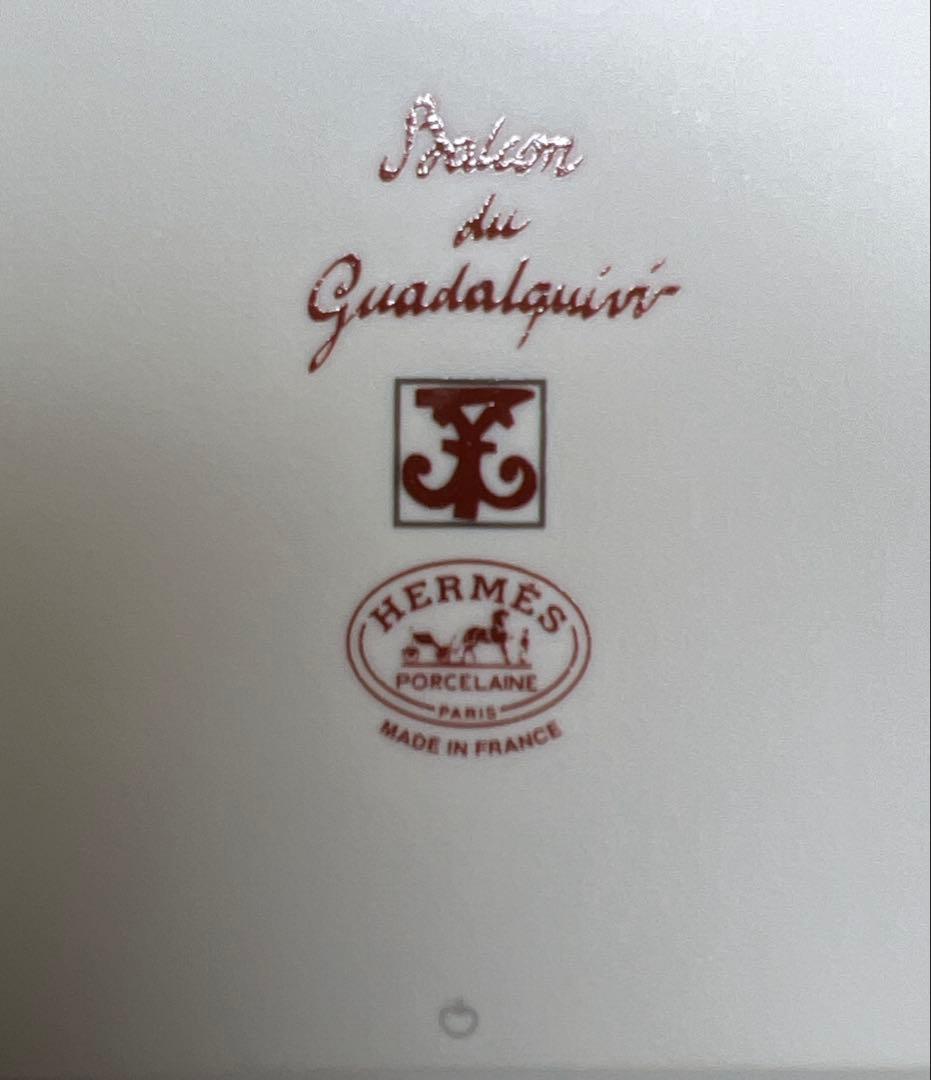 Balcon
du
Guadalquivir
HERMÈS
PORCELAINE
PARIS
MADE IN FRANCE